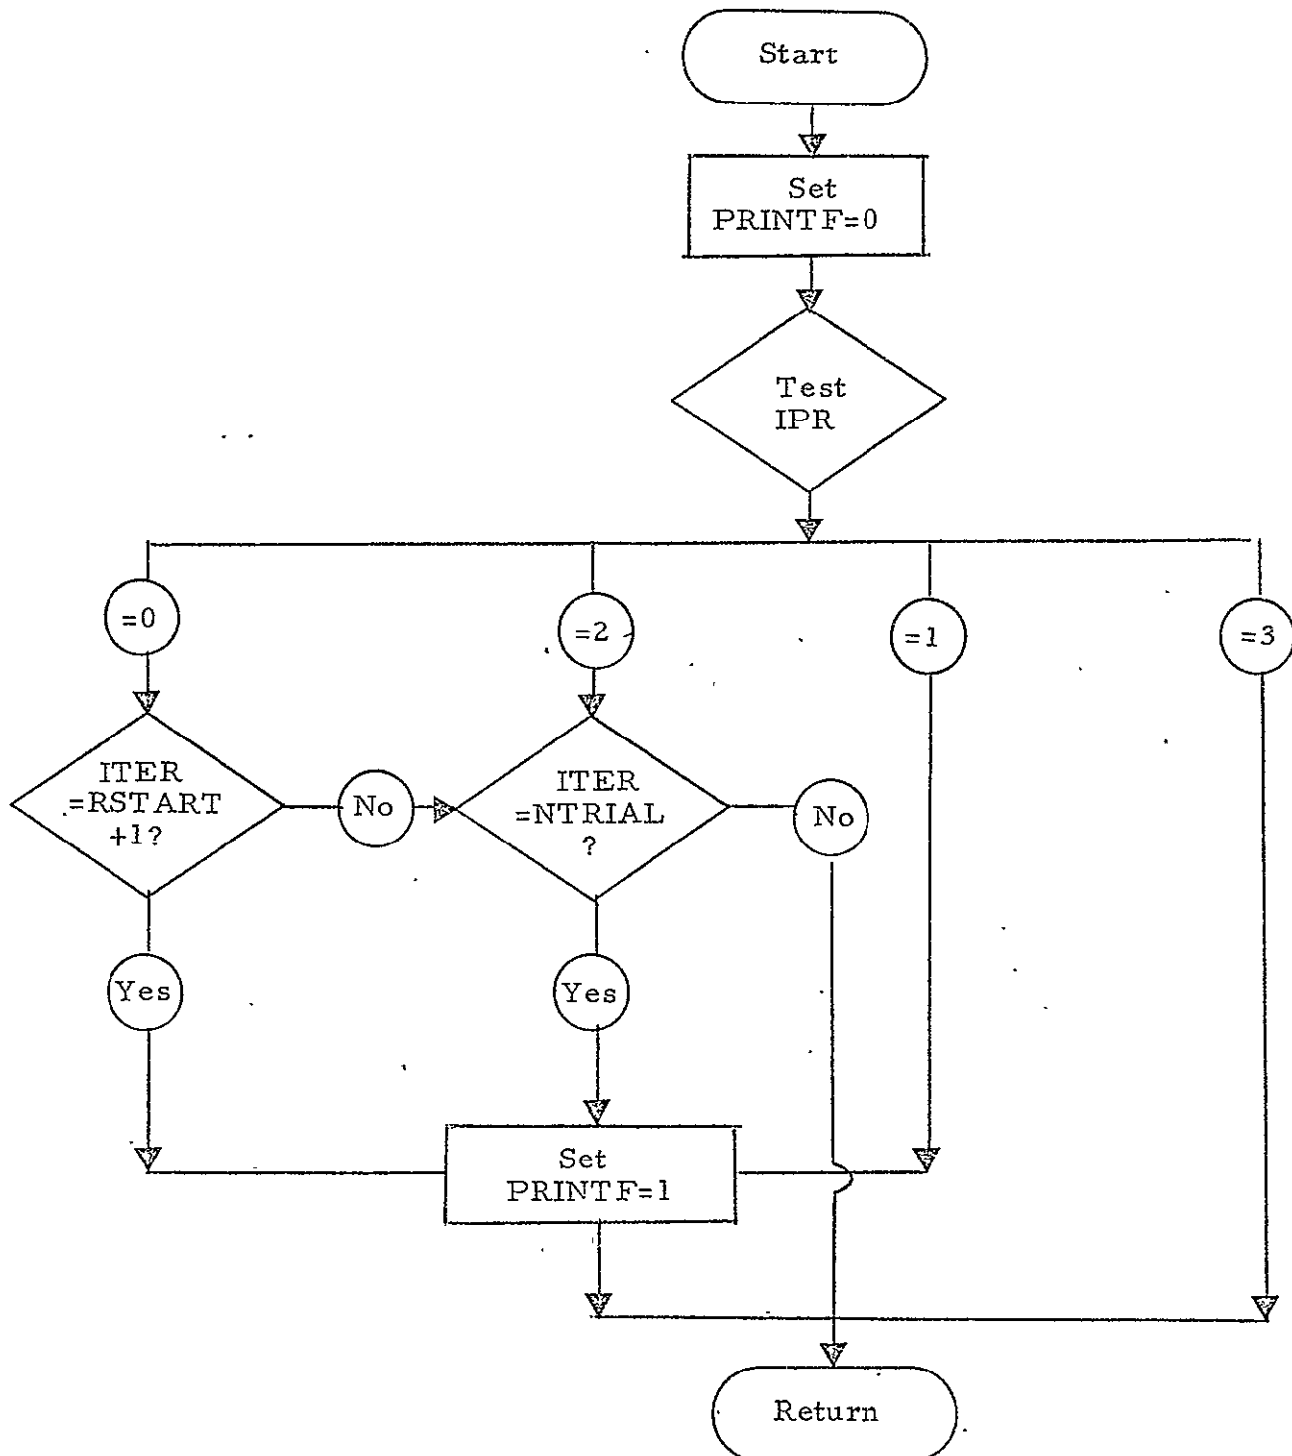 Start
Set
PRINTF=0
Test
IPR
=0
=2
=1
=3
ITER
=RSTART
+1?
No
ITER
=NTRIAL
?
No
Yes
Yes
Set
PRINTF=1
Return